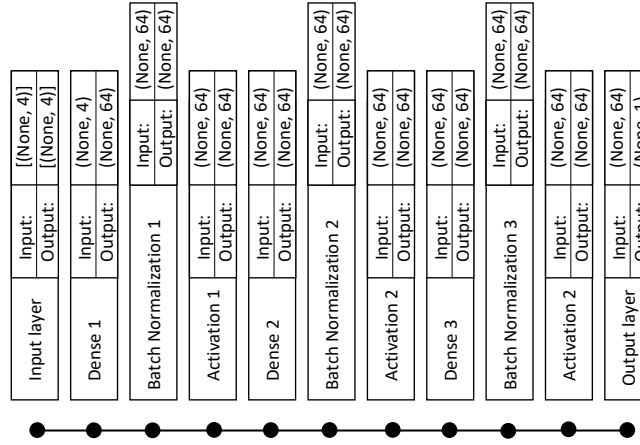 Input layer
Input: [(None, 4)]
Output: [(None, 4)]
Dense 1
Input: (None, 4)
Output: (None, 64)
Batch Normalization 1
Input: (None, 64)
Output: (None, 64)
Activation 1
Input: (None, 64)
Output: (None, 64)
Dense 2
Input: (None, 64)
Output: (None, 64)
Batch Normalization 2
Input: (None, 64)
Output: (None, 64)
Activation 2
Input: (None, 64)
Output: (None, 64)
Dense 3
Input: (None, 64)
Output: (None, 64)
Batch Normalization 3
Input: (None, 64)
Output: (None, 64)
Activation 2
Input: (None, 64)
Output: (None, 64)
Output layer
Input: (None, 64)
Output: (None, 1)